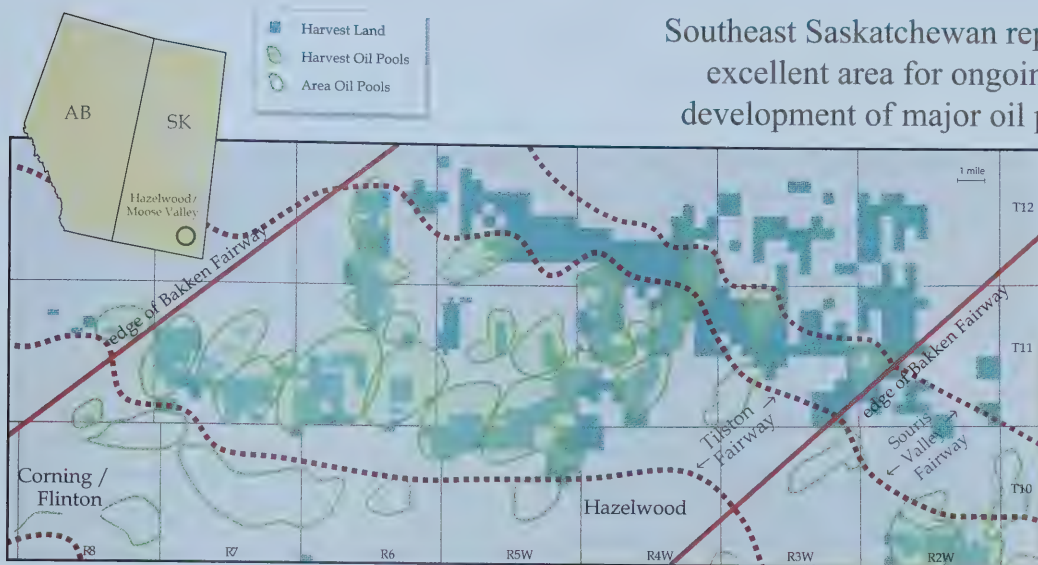 Harvest Land
Harvest Oil Pools
Area Oil Pools
Southeast Saskatchewan rep
excellent area for ongoin
development of major oil p
AB
SK
Hazelwood/
Moose Valley
1 mile
T12
edge of Bakken Fairway
edge of Bakken Fairway
T11
← Tilston →
Fairway
← Souris →
Valley
Fairway
Corning /
Flinton
Hazelwood
T10
R8
R7
R6
R5W
R4W
R3W
R2W